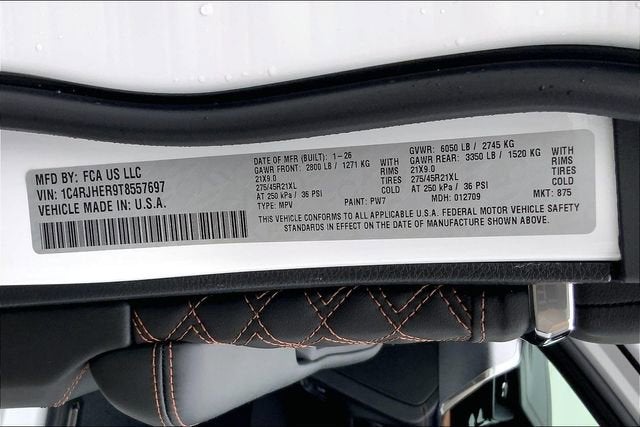 MFD BY: FCA US LLC
VIN: 1C4RJHER9T8557697
VEHICLE MADE IN: U.S.A.
DATE OF MFR (BUILT): 1-26
GAWR FRONT: 2800 LB / 1271 KG WITH
21X9.0 RIMS
275/45R21XL TIRES
AT 250 kPa / 36 PSI COLD
TYPE: MPV PAINT: PW7
GVWR: 6050 LB / 2745 KG
GAWR REAR: 3350 LB / 1520 KG WITH
21X9.0 RIMS
275/45R21XL TIRES
AT 250 kPa / 36 PSI COLD
MDH: 012709 MKT: 875
THIS VEHICLE CONFORMS TO ALL APPLICABLE U.S.A. FEDERAL MOTOR VEHICLE SAFETY
STANDARDS IN EFFECT ON THE DATE OF MANUFACTURE SHOWN ABOVE.